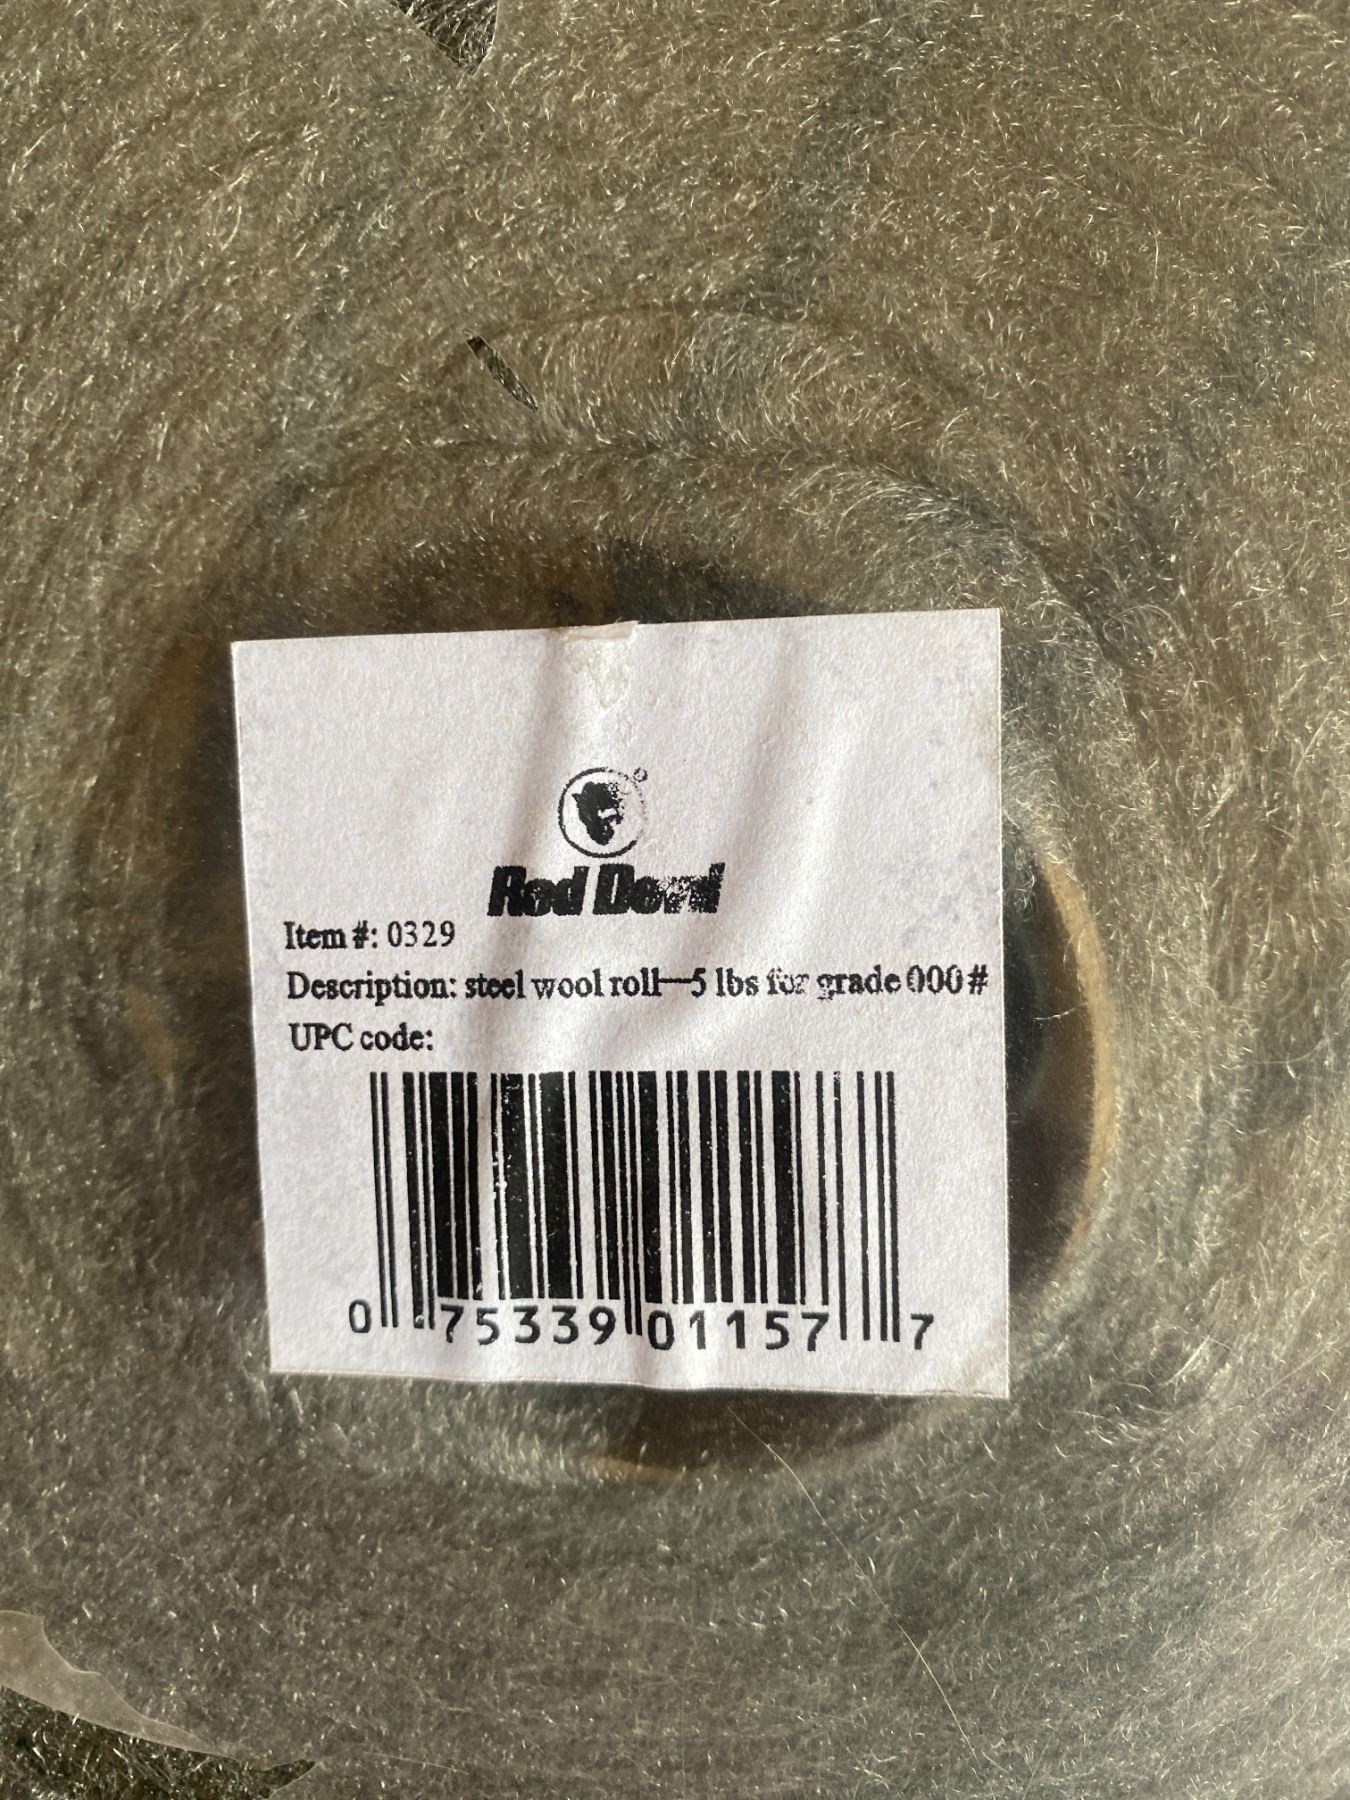 Red Devil
Item #: 0329
Description: steel wool roll—5 lbs for grade 000#
UPC code:
0 75339 01157 7